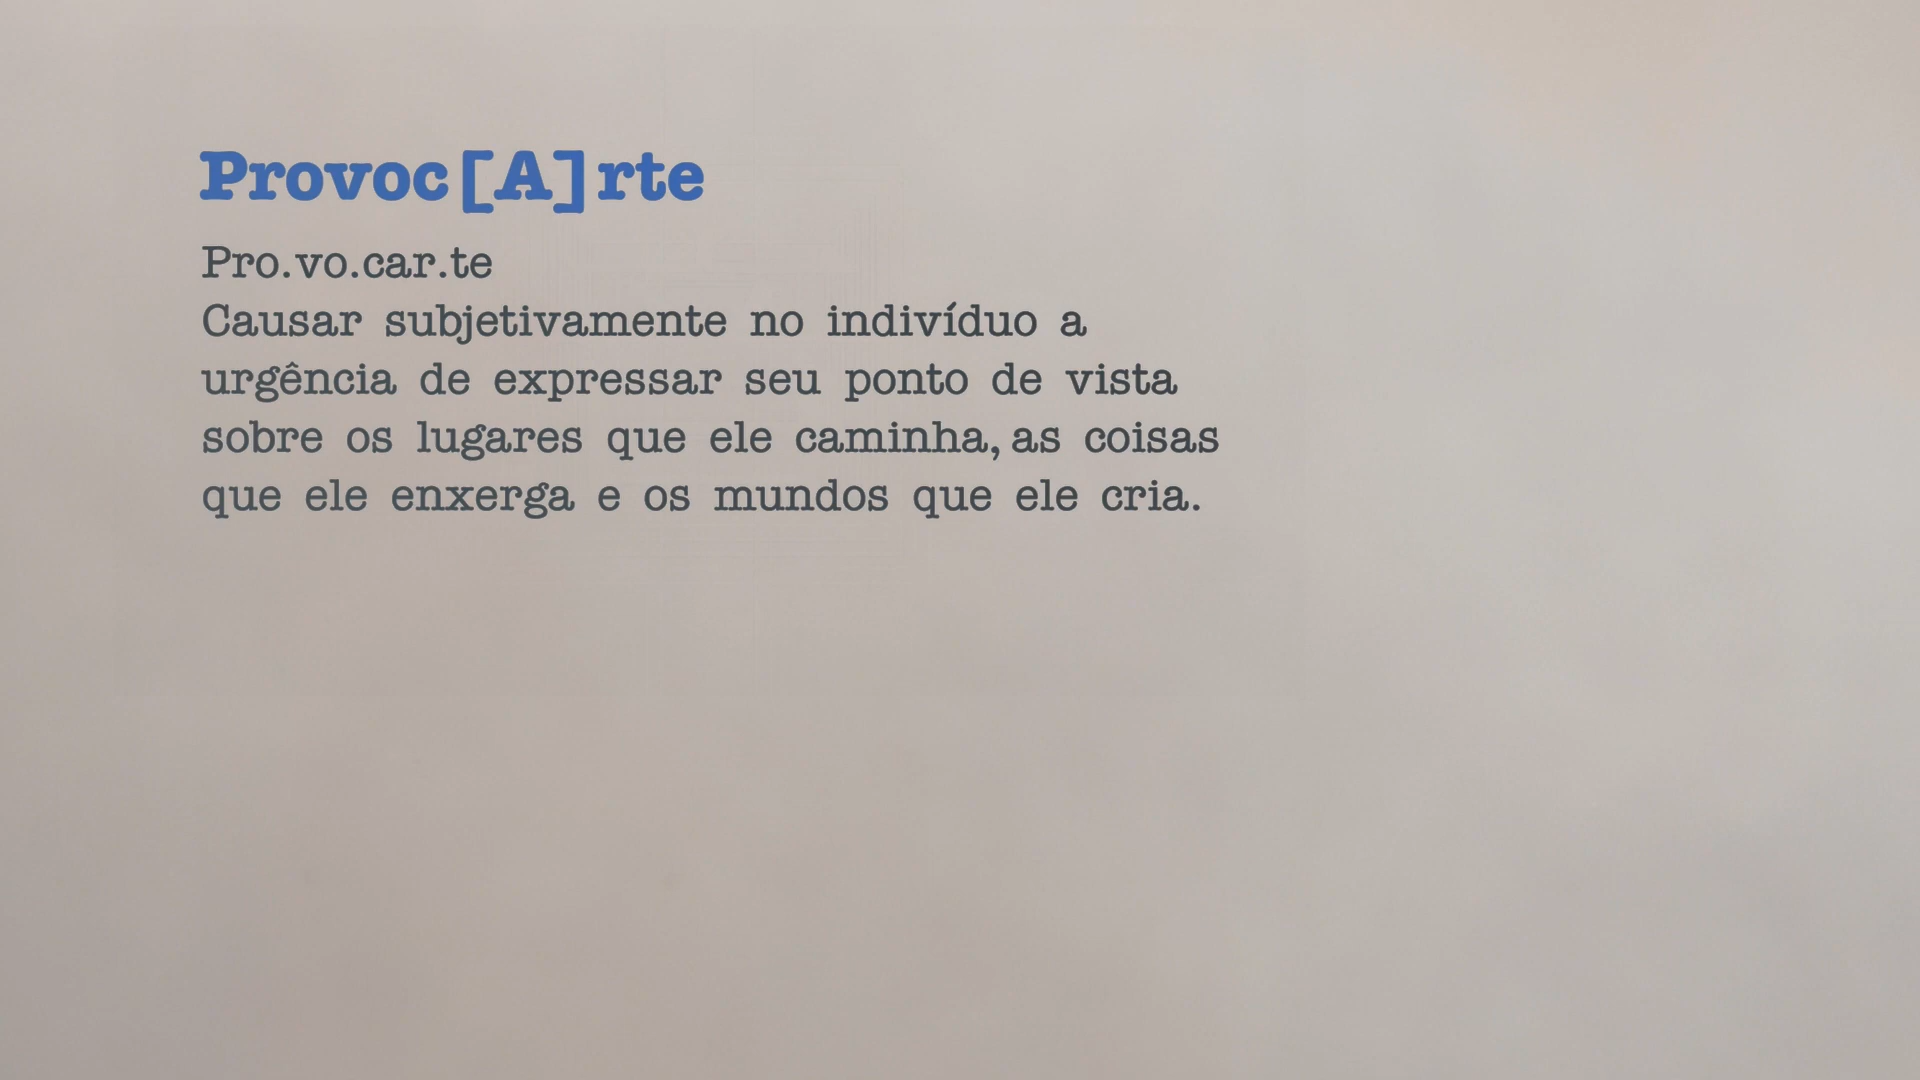 Provoc[A]rte
Pro.vo.car.te
Causar subjetivamente no indivíduo a
urgência de expressar seu ponto de vista
sobre os lugares que ele caminha, as coisas
que ele enxerga e os mundos que ele cria.